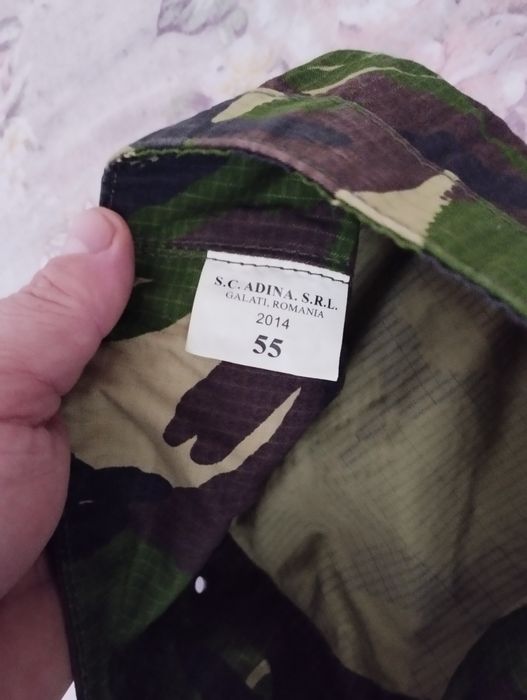 S.C. ADINA. S.R.L.
GALATI, ROMANIA
2014
55